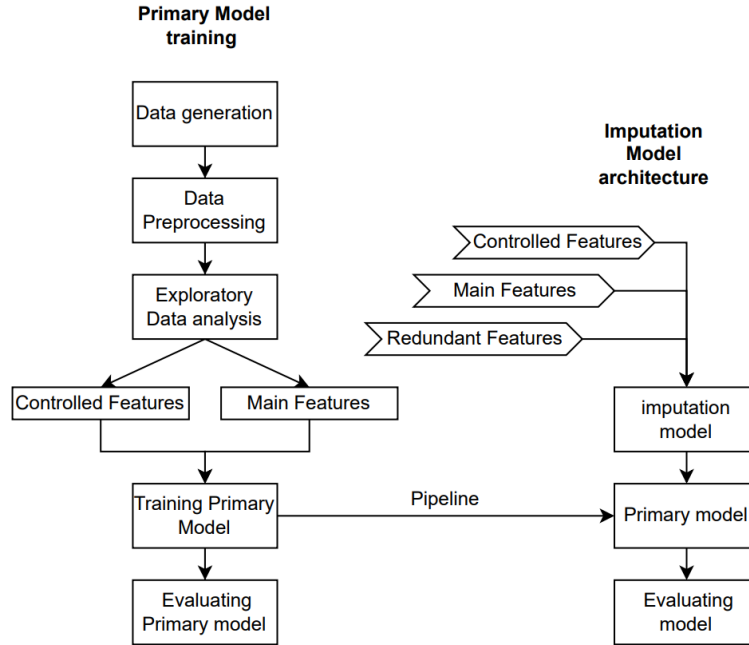 Primary Model
training
Data generation
Data
Preprocessing
Exploratory
Data analysis
Controlled Features
Main Features
Training Primary
Model
Pipeline
Evaluating
Primary model
Imputation
Model
architecture
Controlled Features
Main Features
Redundant Features
imputation
model
Primary model
Evaluating
model